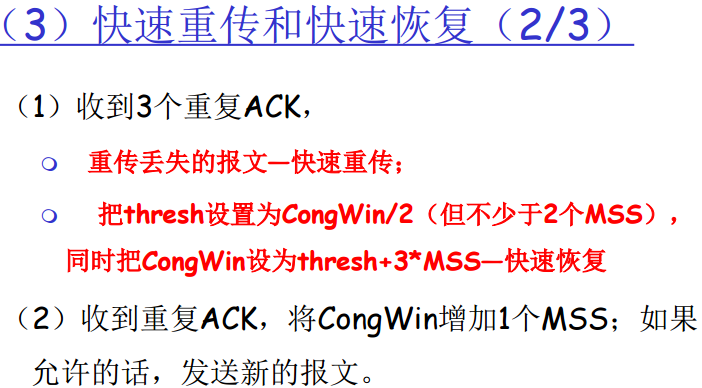 （3）快速重传和快速恢复（2/3）
（1）收到3个重复ACK，
重传丢失的报文—快速重传；
把thresh设置为CongWin/2（但不少于2个MSS），
同时把CongWin设为thresh+3*MSS—快速恢复
（2）收到重复ACK，将CongWin增加1个MSS；如果
允许的话，发送新的报文。